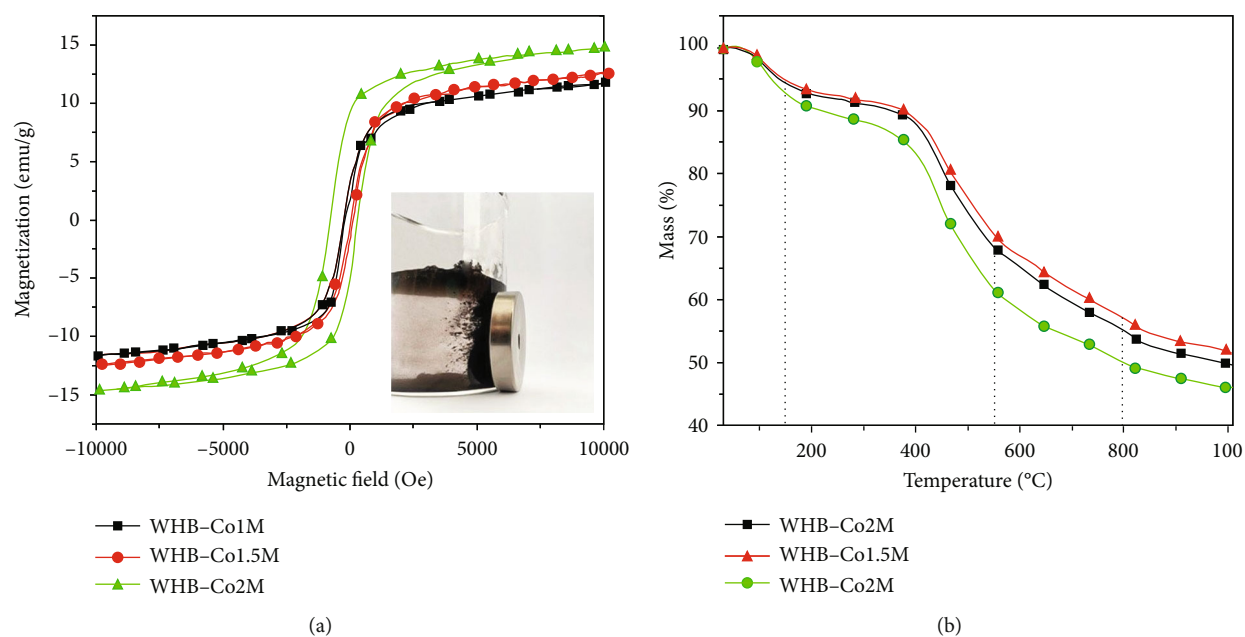 15
10
5
0
−5
−10
−15
Magnetization (emu/g)
−10000 −5000 0 5000 10000
Magnetic field (Oe)
WHB–Co1M
WHB–Co1.5M
WHB–Co2M
(a)
100
90
80
70
60
50
40
Mass (%)
200 400 600 800 100
Temperature (°C)
WHB–Co2M
WHB–Co1.5M
WHB–Co2M
(b)